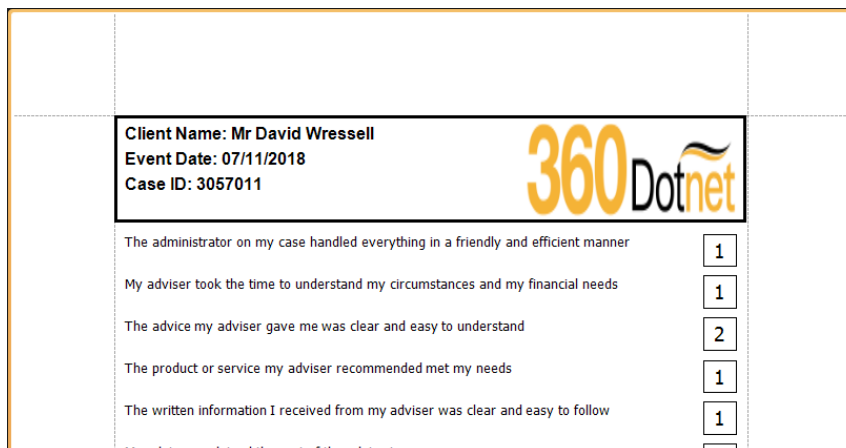 Client Name: Mr David Wressell
Event Date: 07/11/2018
Case ID: 3057011
360Dotnet
The administrator on my case handled everything in a friendly and efficient manner
1
My adviser took the time to understand my circumstances and my financial needs
1
The advice my adviser gave me was clear and easy to understand
2
The product or service my adviser recommended met my needs
1
The written information I received from my adviser was clear and easy to follow
1